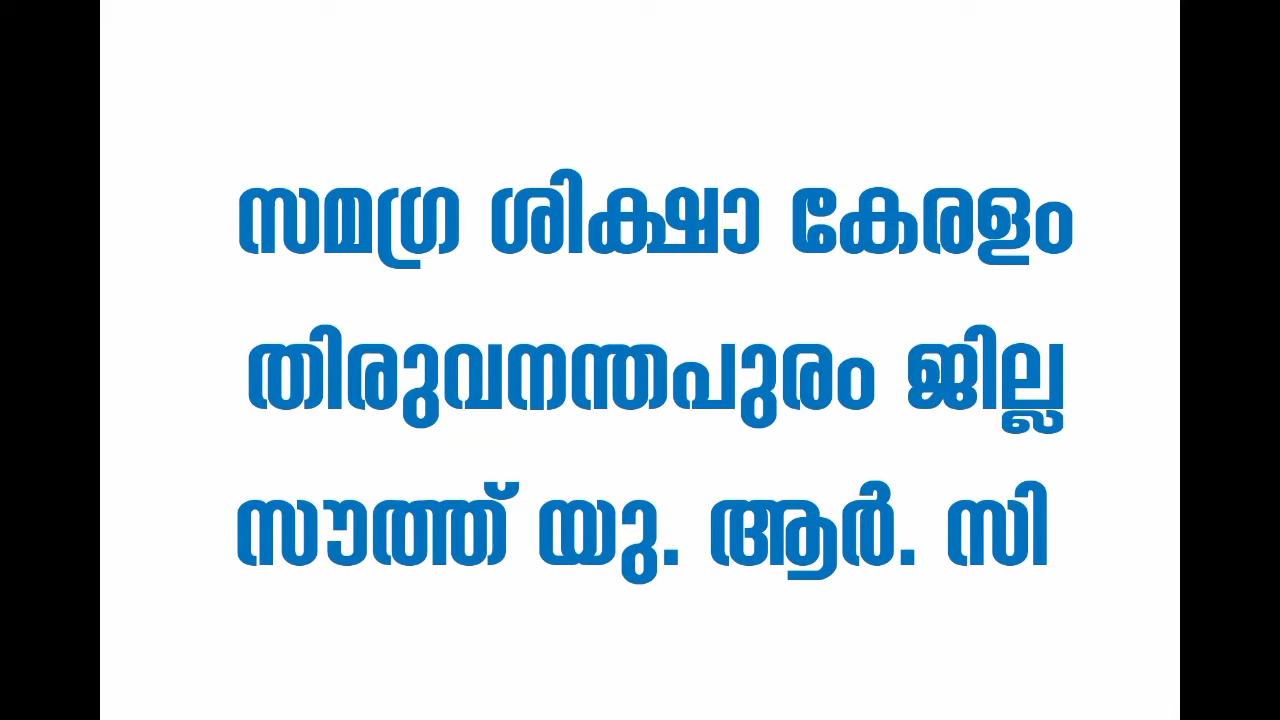 സമഗ്ര ശിക്ഷാ കേരളം
തിരുവനന്തപുരം ജില്ല
സൗത്ത് യു. ആർ. സി